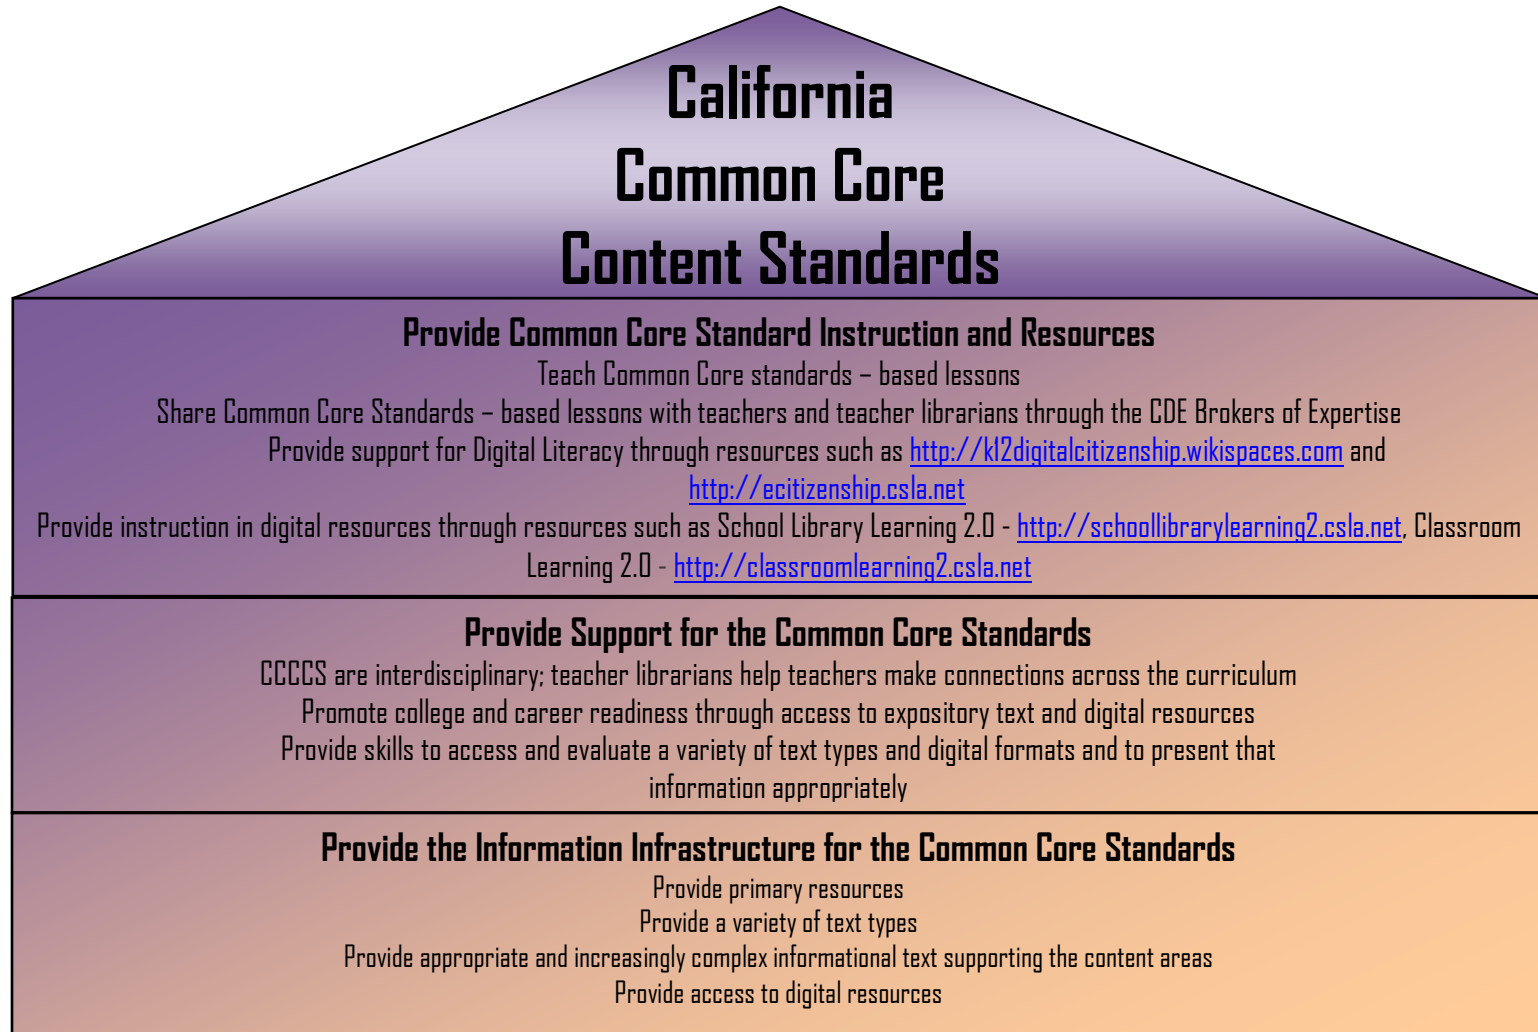 California
Common Core
Content Standards
Provide Common Core Standard Instruction and Resources
Teach Common Core standards – based lessons
Share Common Core Standards – based lessons with teachers and teacher librarians through the CDE Brokers of Expertise
Provide support for Digital Literacy through resources such as http://k12digitalcitizenship.wikispaces.com and
http://ecitizenship.csla.net
Provide instruction in digital resources through resources such as School Library Learning 2.0 - http://schoollibrarylearning2.csla.net, Classroom
Learning 2.0 - http://classroomlearning2.csla.net
Provide Support for the Common Core Standards
CCCCS are interdisciplinary; teacher librarians help teachers make connections across the curriculum
Promote college and career readiness through access to expository text and digital resources
Provide skills to access and evaluate a variety of text types and digital formats and to present that
information appropriately
Provide the Information Infrastructure for the Common Core Standards
Provide primary resources
Provide a variety of text types
Provide appropriate and increasingly complex informational text supporting the content areas
Provide access to digital resources